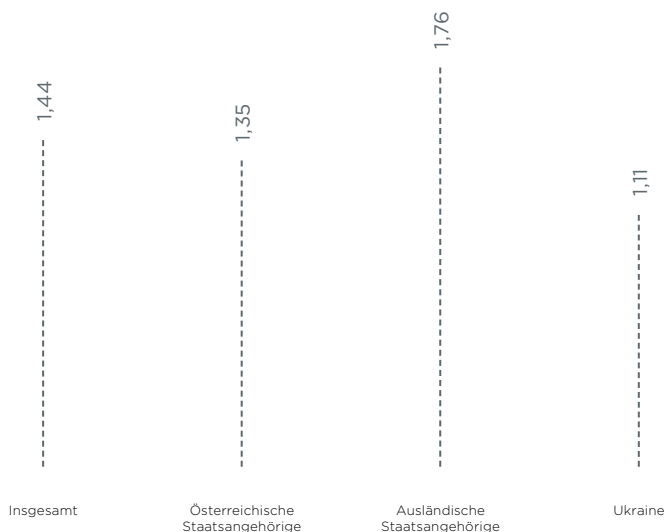 1,44
1,35
1,76
1,11
Insgesamt
Österreichische
Staatsangehörige
Ausländische
Staatsangehörige
Ukraine